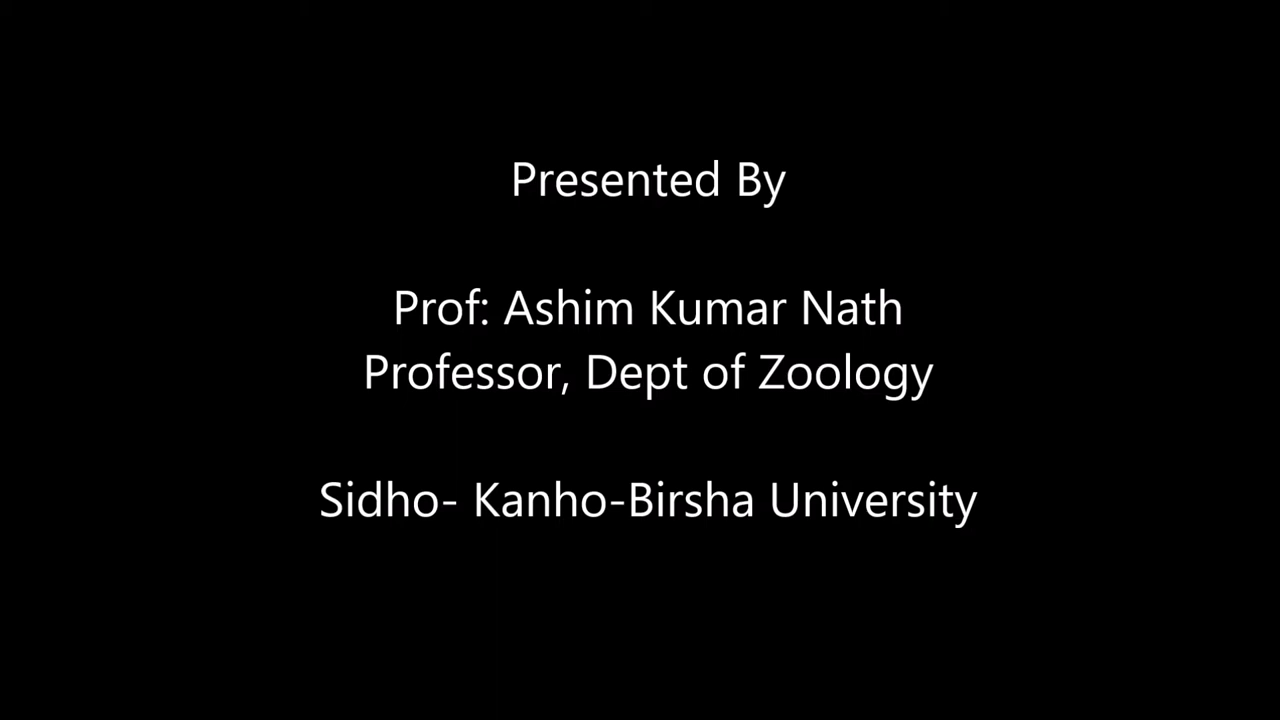 Presented By
Prof: Ashim Kumar Nath
Professor, Dept of Zoology
Sidho- Kanho-Birsha University